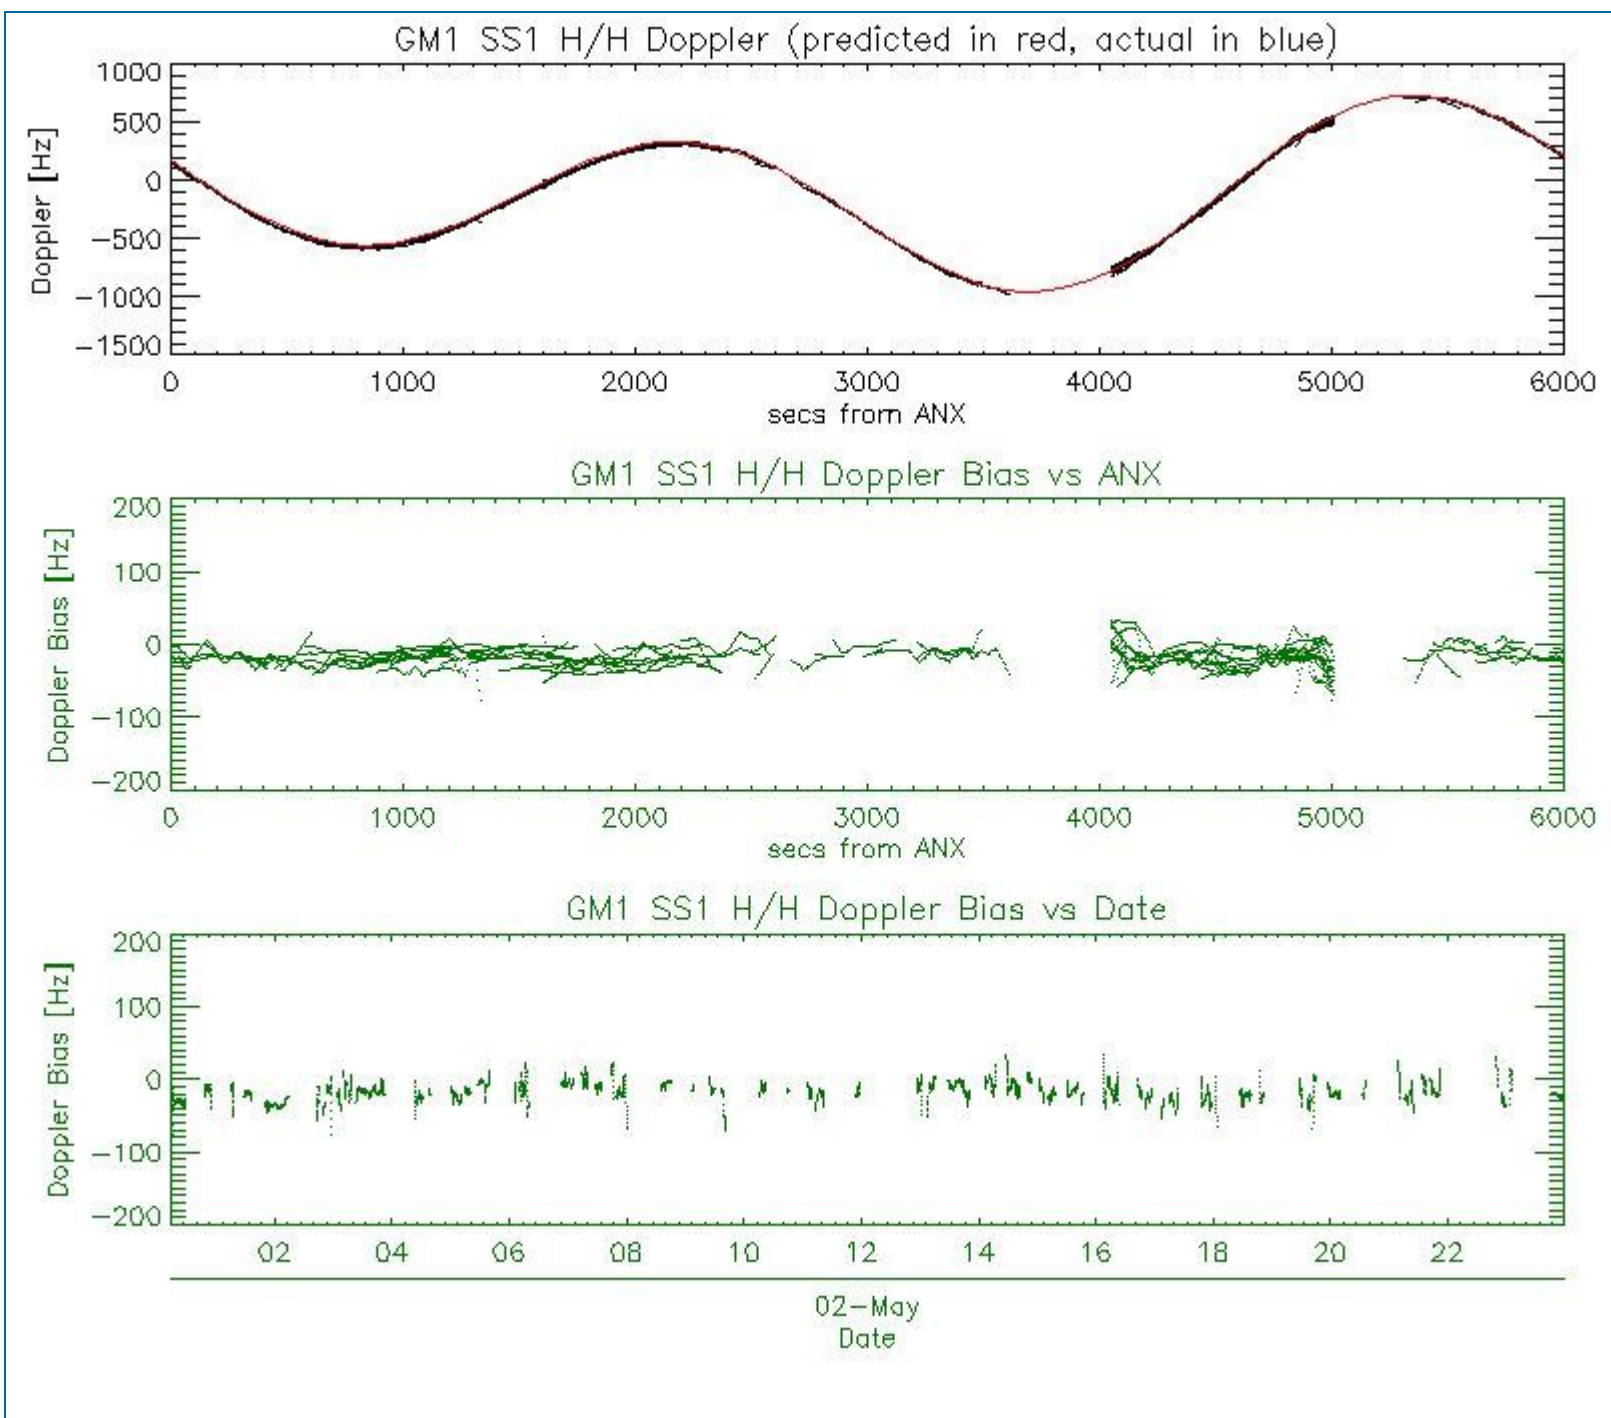 GM1 SS1 H/H Doppler (predicted in red, actual in blue)
Doppler [Hz]
1000
500
0
−500
−1000
−1500
0 1000 2000 3000 4000 5000 6000
secs from ANX
GM1 SS1 H/H Doppler Bias vs ANX
Doppler Bias [Hz]
200
100
0
−100
−200
0 1000 2000 3000 4000 5000 6000
secs from ANX
GM1 SS1 H/H Doppler Bias vs Date
Doppler Bias [Hz]
200
100
0
−100
−200
02 04 06 08 10 12 14 16 18 20 22
02−May
Date